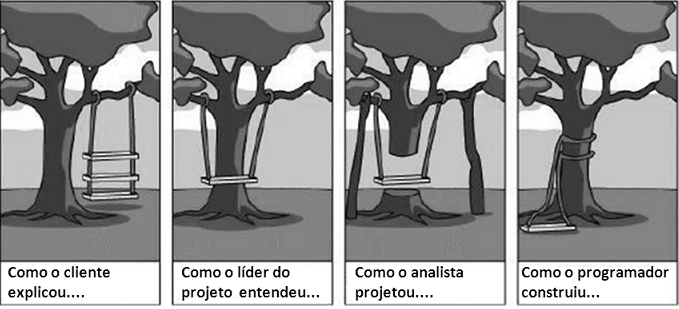 Como o cliente
explicou....
Como o líder do
projeto entendeu...
Como o analista
projetou....
Como o programador
construiu...